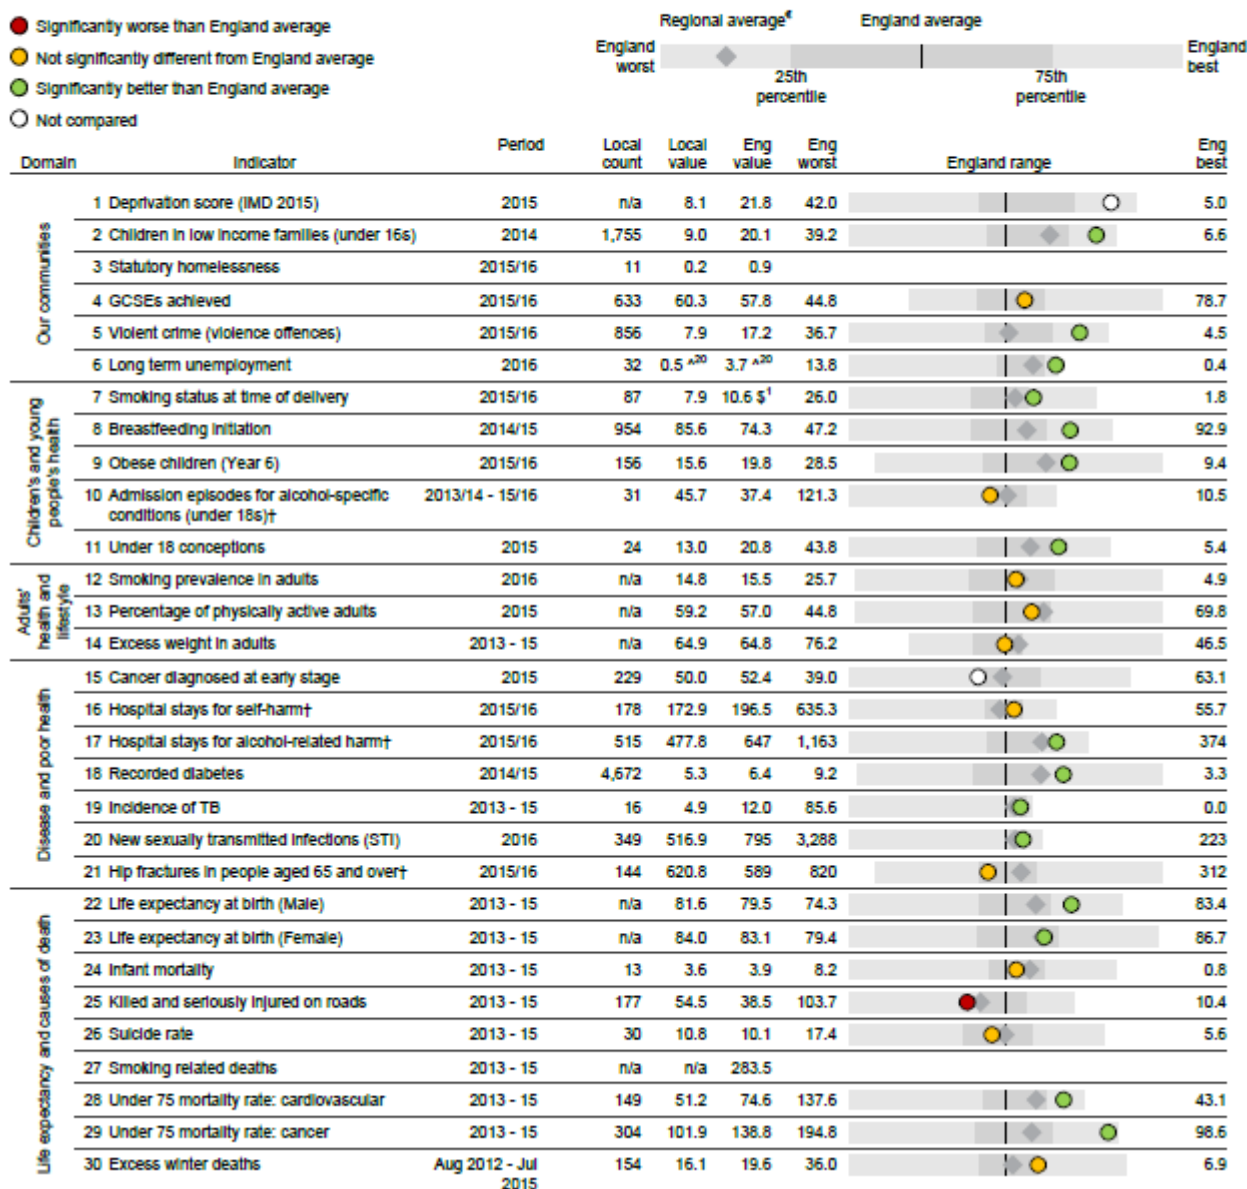 Significantly worse than England average
Not significantly different from England average
Significantly better than England average
Not compared
Regional average€ England average
England worst England best
25th percentile 75th percentile
Domain Indicator Period Local count Local value Eng value Eng worst England range Eng best
Our communities
1 Deprivation score (IMD 2015) 2015 n/a 8.1 21.8 42.0 5.0
2 Children in low income families (under 16s) 2014 1,755 9.0 20.1 39.2 6.6
3 Statutory homelessness 2015/16 11 0.2 0.9
4 GCSEs achieved 2015/16 633 60.3 57.8 44.8 78.7
5 Violent crime (violence offences) 2015/16 856 7.9 17.2 36.7 4.5
6 Long term unemployment 2016 32 0.5 ^20 3.7 ^20 13.8 0.4
Children's and young people's health
7 Smoking status at time of delivery 2015/16 87 7.9 10.6 $1 26.0 1.8
8 Breastfeeding initiation 2014/15 954 85.6 74.3 47.2 92.9
9 Obese children (Year 6) 2015/16 156 15.6 19.8 28.5 9.4
10 Admission episodes for alcohol-specific conditions (under 18s)† 2013/14 - 15/16 31 45.7 37.4 121.3 10.5
11 Under 18 conceptions 2015 24 13.0 20.8 43.8 5.4
Adults' health and lifestyle
12 Smoking prevalence in adults 2016 n/a 14.8 15.5 25.7 4.9
13 Percentage of physically active adults 2015 n/a 59.2 57.0 44.8 69.8
14 Excess weight in adults 2013 - 15 n/a 64.9 64.8 76.2 46.5
Disease and poor health
15 Cancer diagnosed at early stage 2015 229 50.0 52.4 39.0 63.1
16 Hospital stays for self-harm† 2015/16 178 172.9 196.5 635.3 55.7
17 Hospital stays for alcohol-related harm† 2015/16 515 477.8 647 1,163 374
18 Recorded diabetes 2014/15 4,672 5.3 6.4 9.2 3.3
19 Incidence of TB 2013 - 15 16 4.9 12.0 85.6 0.0
20 New sexually transmitted infections (STI) 2016 349 516.9 795 3,288 223
21 Hip fractures in people aged 65 and over† 2015/16 144 620.8 589 820 312
Life expectancy and causes of death
22 Life expectancy at birth (Male) 2013 - 15 n/a 81.6 79.5 74.3 83.4
23 Life expectancy at birth (Female) 2013 - 15 n/a 84.0 83.1 79.4 86.7
24 Infant mortality 2013 - 15 13 3.6 3.9 8.2 0.8
25 Killed and seriously injured on roads 2013 - 15 177 54.5 38.5 103.7 10.4
26 Suicide rate 2013 - 15 30 10.8 10.1 17.4 5.6
27 Smoking related deaths 2013 - 15 n/a n/a 283.5
28 Under 75 mortality rate: cardiovascular 2013 - 15 149 51.2 74.6 137.6 43.1
29 Under 75 mortality rate: cancer 2013 - 15 304 101.9 138.8 194.8 98.6
30 Excess winter deaths Aug 2012 - Jul 2015 154 16.1 19.6 36.0 6.9